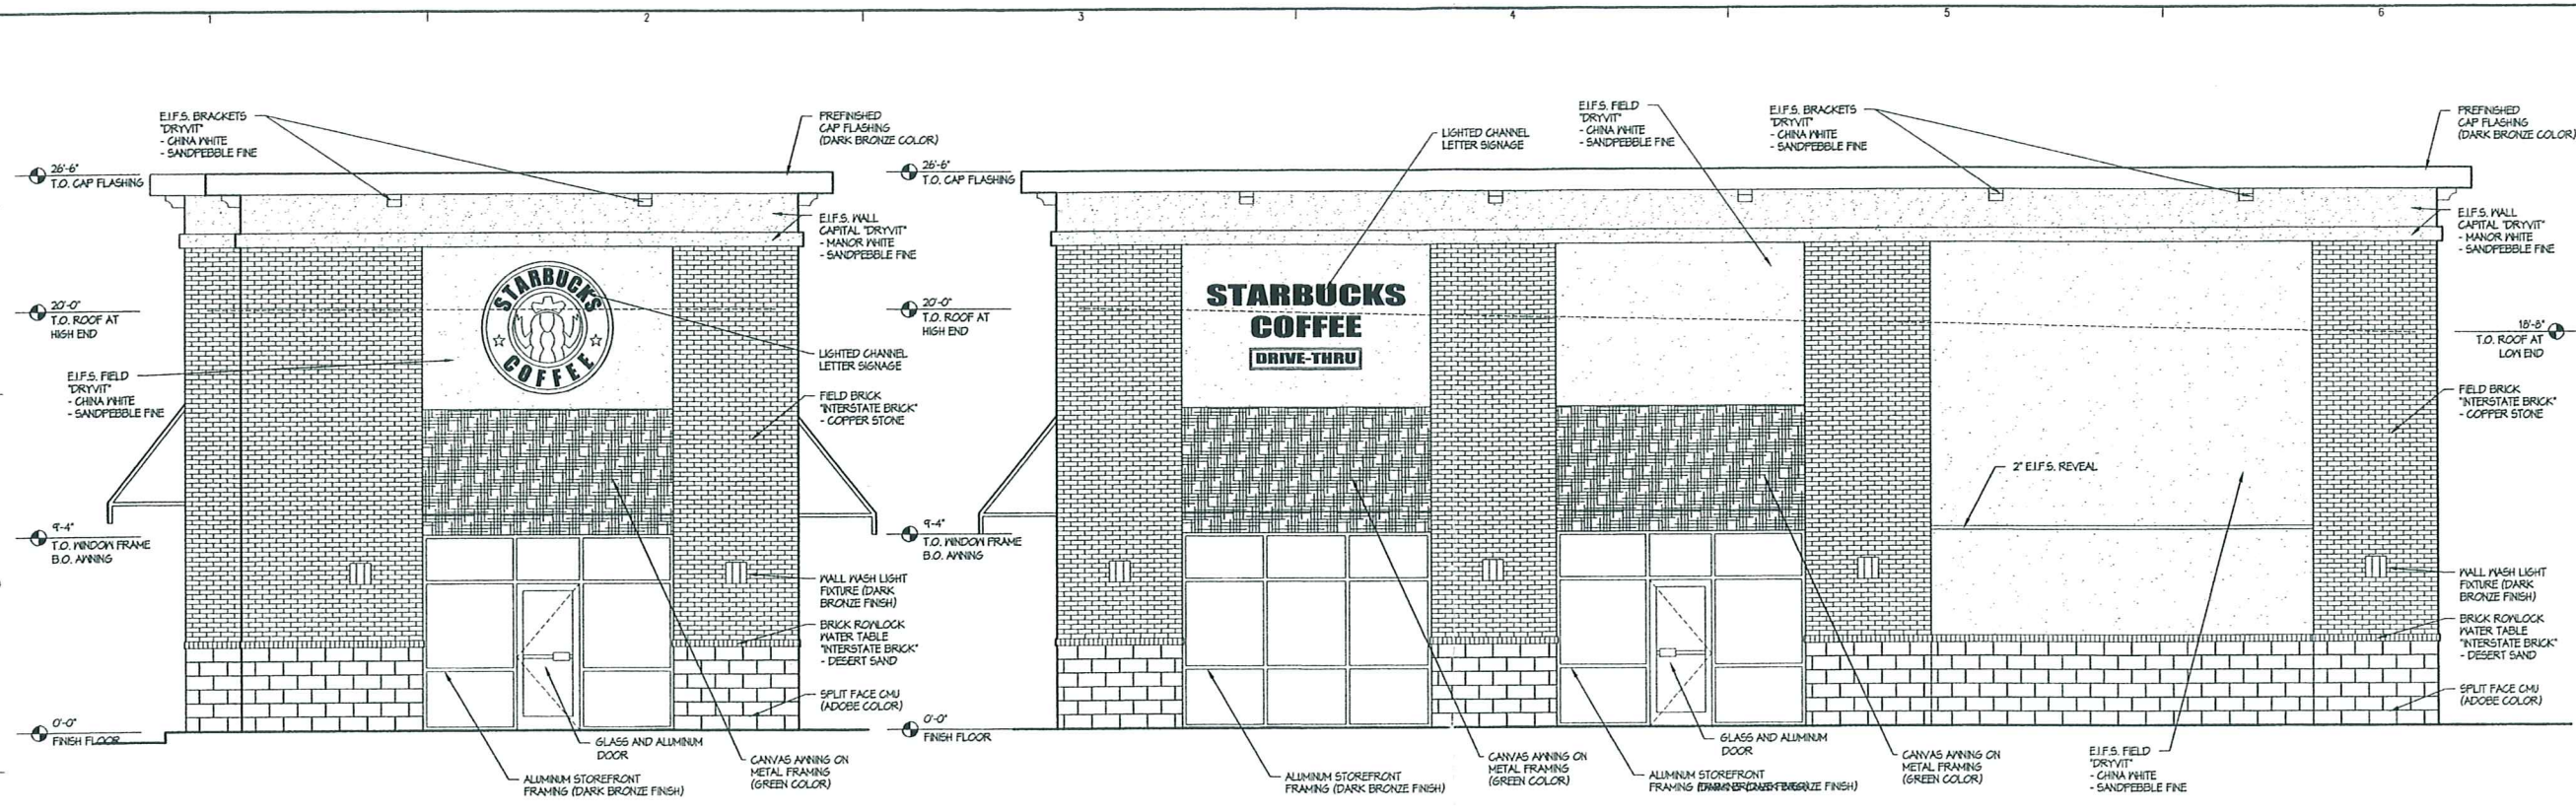 1
2
3
4
5
6
E.I.F.S. BRACKETS
"DRYVIT"
- CHINA WHITE
- SANDPEBBLE FINE
PREFINISHED
CAP FLASHING
(DARK BRONZE COLOR)
26'-6"
T.O. CAP FLASHING
E.I.F.S. WALL
CAPITAL "DRYVIT"
- MANOR WHITE
- SANDPEBBLE FINE
STARBUCKS
COFFEE
20'-0"
T.O. ROOF AT
HIGH END
LIGHTED CHANNEL
LETTER SIGNAGE
E.I.F.S. FIELD
"DRYVIT"
- CHINA WHITE
- SANDPEBBLE FINE
FIELD BRICK
"INTERSTATE BRICK"
- COPPER STONE
9'-4"
T.O. WINDOW FRAME
B.O. AWNING
WALL WASH LIGHT
FIXTURE (DARK
BRONZE FINISH)
BRICK ROWLOCK
WATER TABLE
"INTERSTATE BRICK"
- DESERT SAND
SPLIT FACE CMU
(ADOBE COLOR)
0'-0"
FINISH FLOOR
GLASS AND ALUMINUM
DOOR
CANVAS AWNING ON
METAL FRAMING
(GREEN COLOR)
ALUMINUM STOREFRONT
FRAMING (DARK BRONZE FINISH)
LIGHTED CHANNEL
LETTER SIGNAGE
E.I.F.S. FIELD
"DRYVIT"
- CHINA WHITE
- SANDPEBBLE FINE
E.I.F.S. BRACKETS
"DRYVIT"
- CHINA WHITE
- SANDPEBBLE FINE
PREFINISHED
CAP FLASHING
(DARK BRONZE COLOR)
26'-6"
T.O. CAP FLASHING
E.I.F.S. WALL
CAPITAL "DRYVIT"
- MANOR WHITE
- SANDPEBBLE FINE
STARBUCKS
COFFEE
DRIVE-THRU
20'-0"
T.O. ROOF AT
HIGH END
18'-8"
T.O. ROOF AT
LOW END
FIELD BRICK
"INTERSTATE BRICK"
- COPPER STONE
2" E.I.F.S. REVEAL
9'-4"
T.O. WINDOW FRAME
B.O. AWNING
WALL WASH LIGHT
FIXTURE (DARK
BRONZE FINISH)
BRICK ROWLOCK
WATER TABLE
"INTERSTATE BRICK"
- DESERT SAND
SPLIT FACE CMU
(ADOBE COLOR)
0'-0"
FINISH FLOOR
ALUMINUM STOREFRONT
FRAMING (DARK BRONZE FINISH)
CANVAS AWNING ON
METAL FRAMING
(GREEN COLOR)
GLASS AND ALUMINUM
DOOR
ALUMINUM STOREFRONT
FRAMING
CANVAS AWNING ON
METAL FRAMING
(GREEN COLOR)
E.I.F.S. FIELD
"DRYVIT"
- CHINA WHITE
- SANDPEBBLE FINE